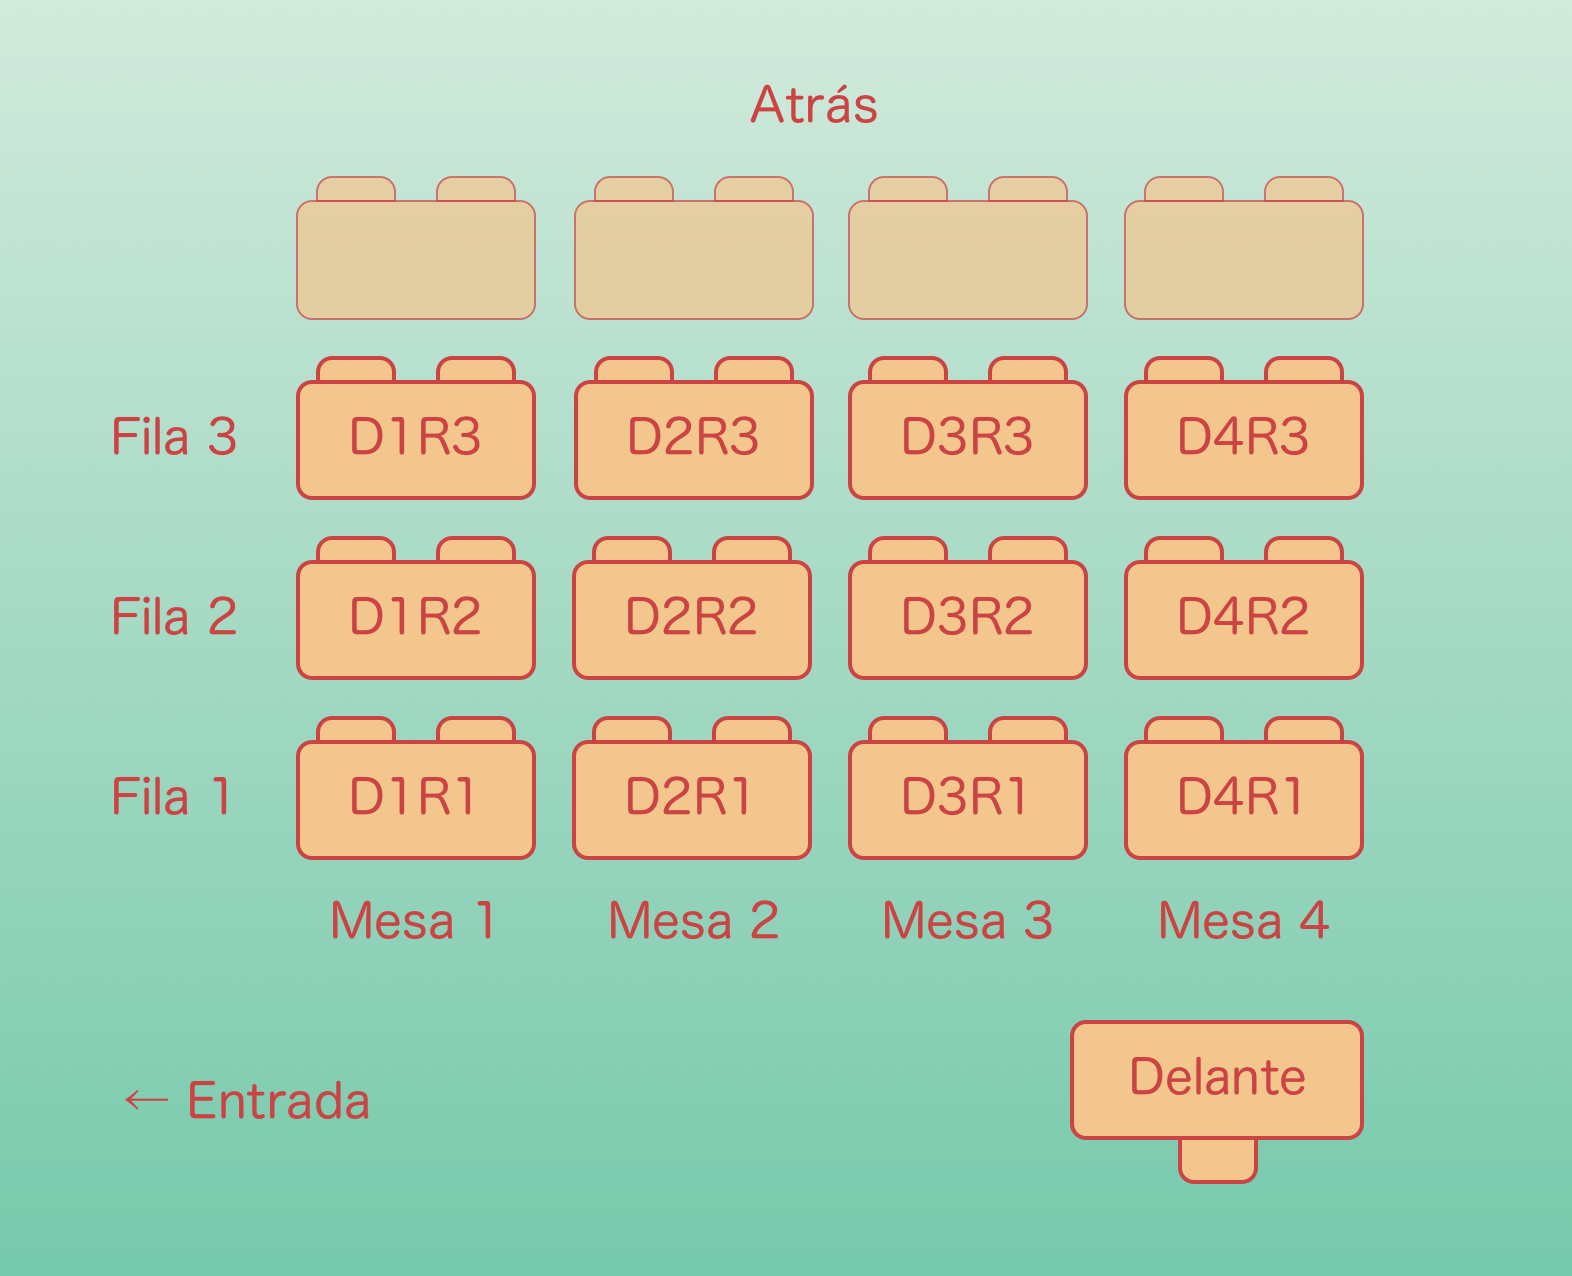 Atrás
Fila 3 D1R3 D2R3 D3R3 D4R3
Fila 2 D1R2 D2R2 D3R2 D4R2
Fila 1 D1R1 D2R1 D3R1 D4R1
Mesa 1 Mesa 2 Mesa 3 Mesa 4
Delante
← Entrada